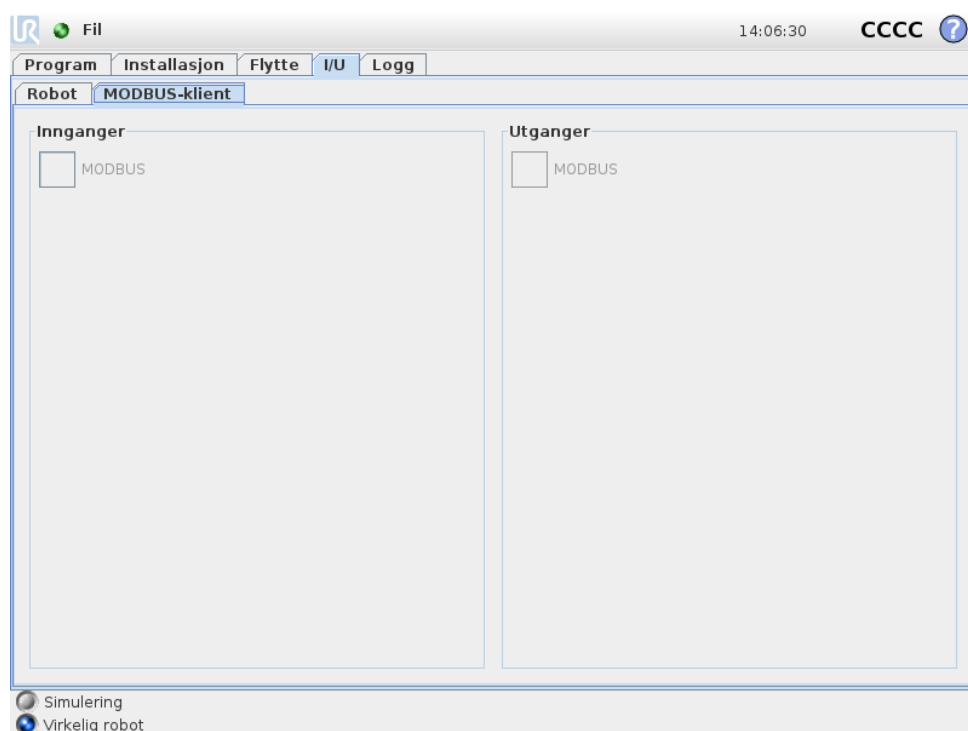 UR Fil 14:06:30 CCCC ?
Program Installasjon Flytte I/U Logg
Robot MODBUS-klient
Innganger Utganger
MODBUS MODBUS
Simulering
Virkelig robot